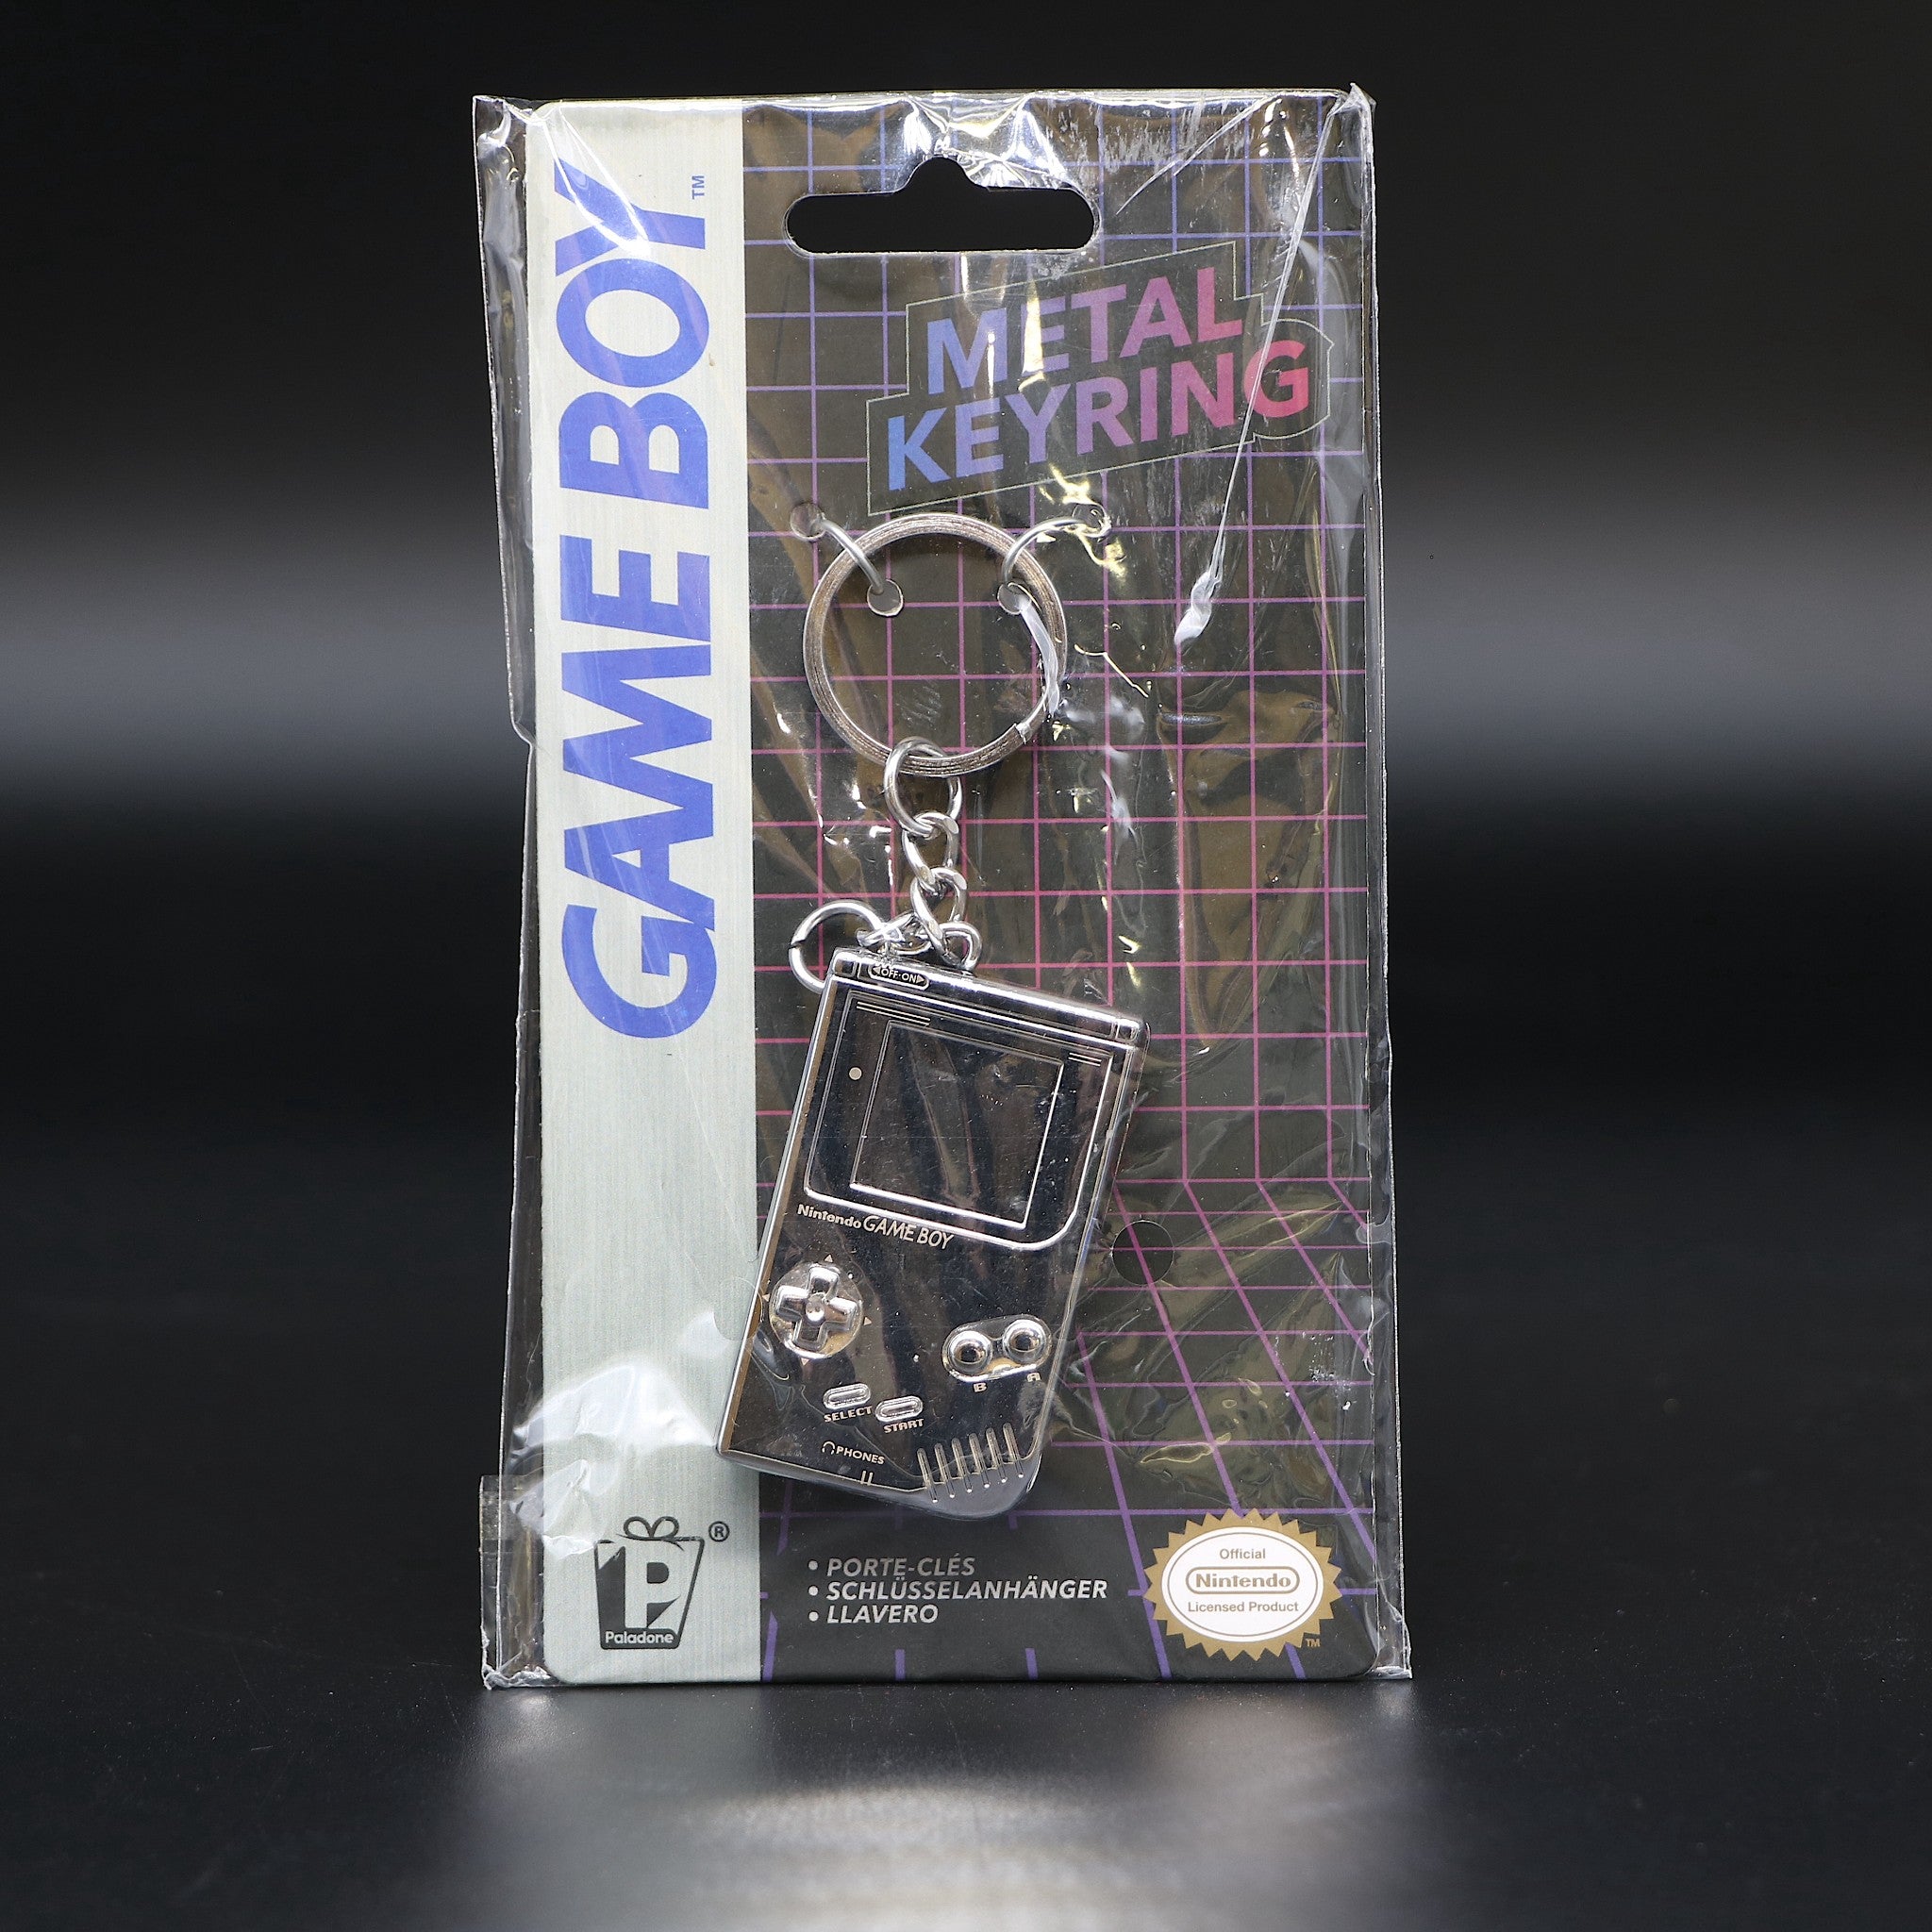 GAME BOY™
METAL
KEYRING
◀OFF·ON▶
Nintendo GAME BOY
B A
SELECT START
PHONES
P®
Paladone
• PORTE-CLÉS
• SCHLÜSSELANHÄNGER
• LLAVERO
Official
Nintendo
Licensed Product
™